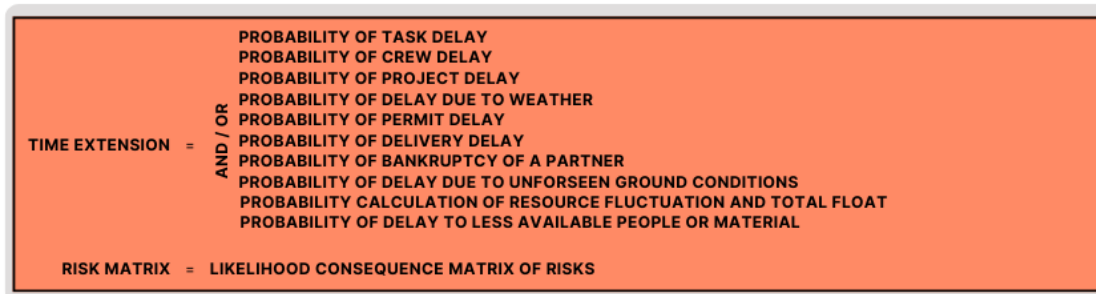 PROBABILITY OF TASK DELAY
PROBABILITY OF CREW DELAY
PROBABILITY OF PROJECT DELAY
PROBABILITY OF DELAY DUE TO WEATHER
PROBABILITY OF PERMIT DELAY
TIME EXTENSION = AND / OR PROBABILITY OF DELIVERY DELAY
PROBABILITY OF BANKRUPTCY OF A PARTNER
PROBABILITY OF DELAY DUE TO UNFORSEEN GROUND CONDITIONS
PROBABILITY CALCULATION OF RESOURCE FLUCTUATION AND TOTAL FLOAT
PROBABILITY OF DELAY TO LESS AVAILABLE PEOPLE OR MATERIAL
RISK MATRIX = LIKELIHOOD CONSEQUENCE MATRIX OF RISKS